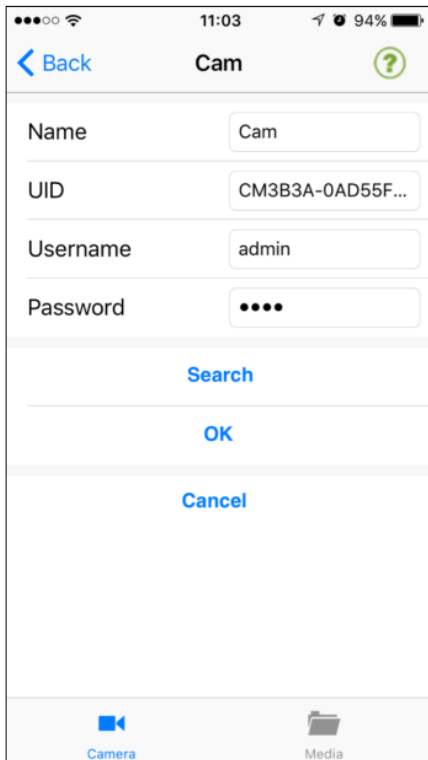 11:03 94%
Back Cam ?
Name Cam
UID CM3B3A-0AD55F...
Username admin
Password ●●●●
Search
OK
Cancel
Camera Media